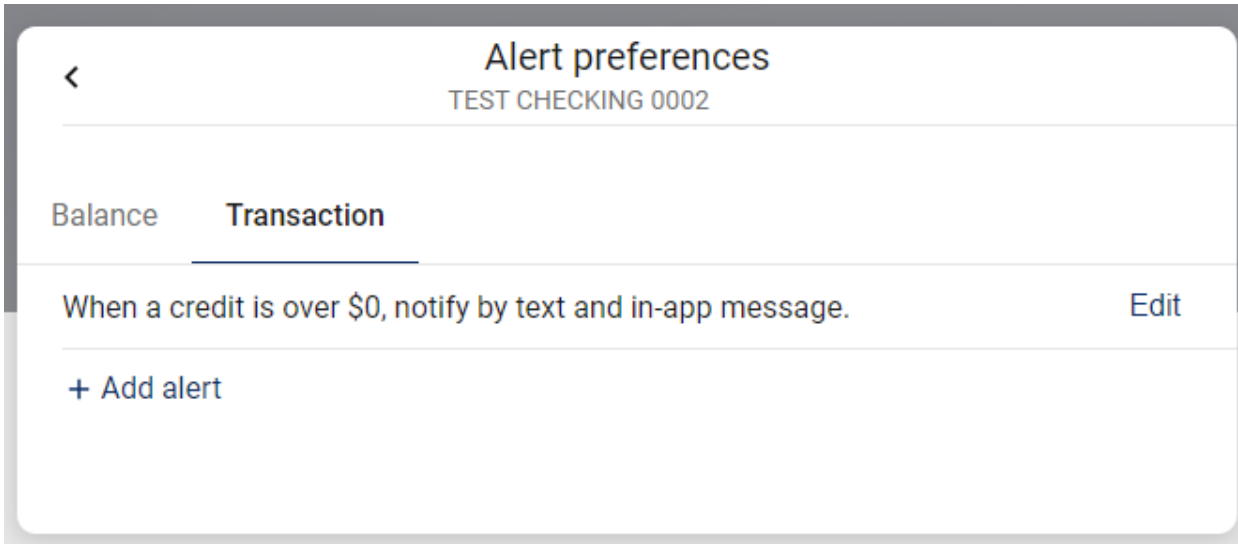 Alert preferences
TEST CHECKING 0002
Balance Transaction
When a credit is over $0, notify by text and in-app message. Edit
+ Add alert